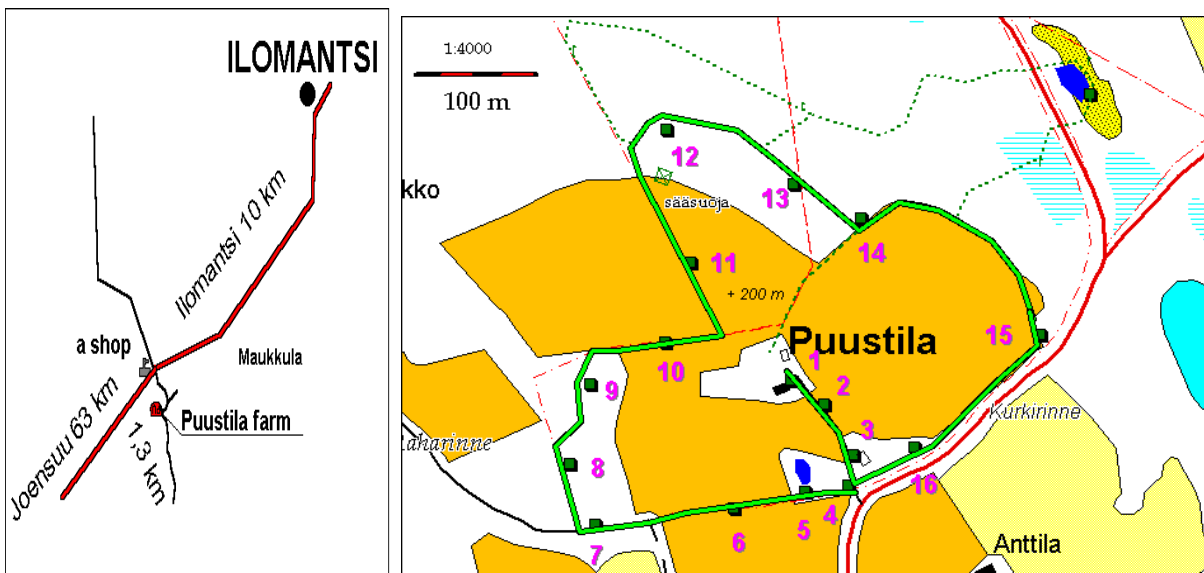 ILOMANTSI
Ilomantsi 10 km
a shop
Maukkula
Joensuu 63 km
1,3 km
Puustila farm
1:4000
100 m
kko
12
sääsuoja
13
14
11
+ 200 m
Puustila
15
1
10
9
2
Kurkirinne
3
aharinne
8
16
4
5
6
7
Anttila